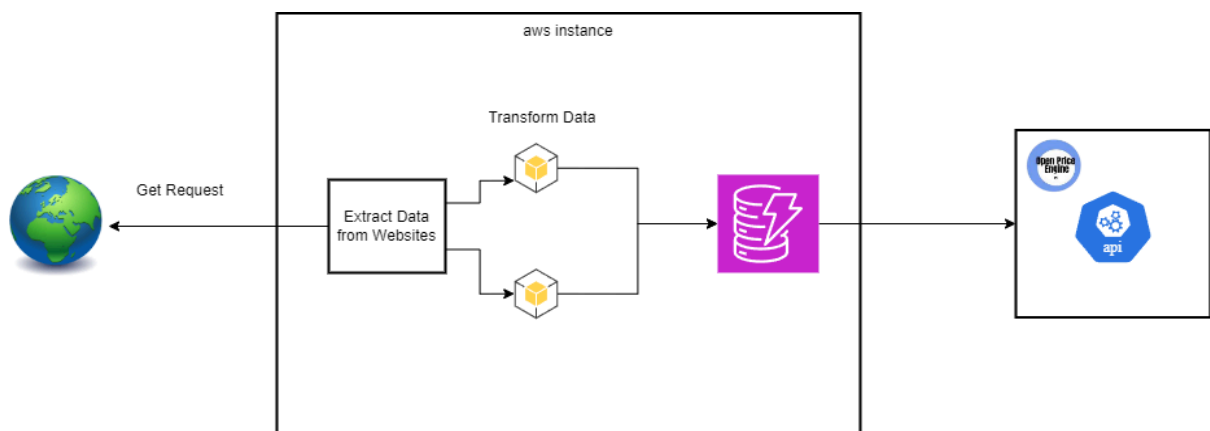 aws instance
Transform Data
Get Request
Extract Data
from Websites
Open Price
Engine
api